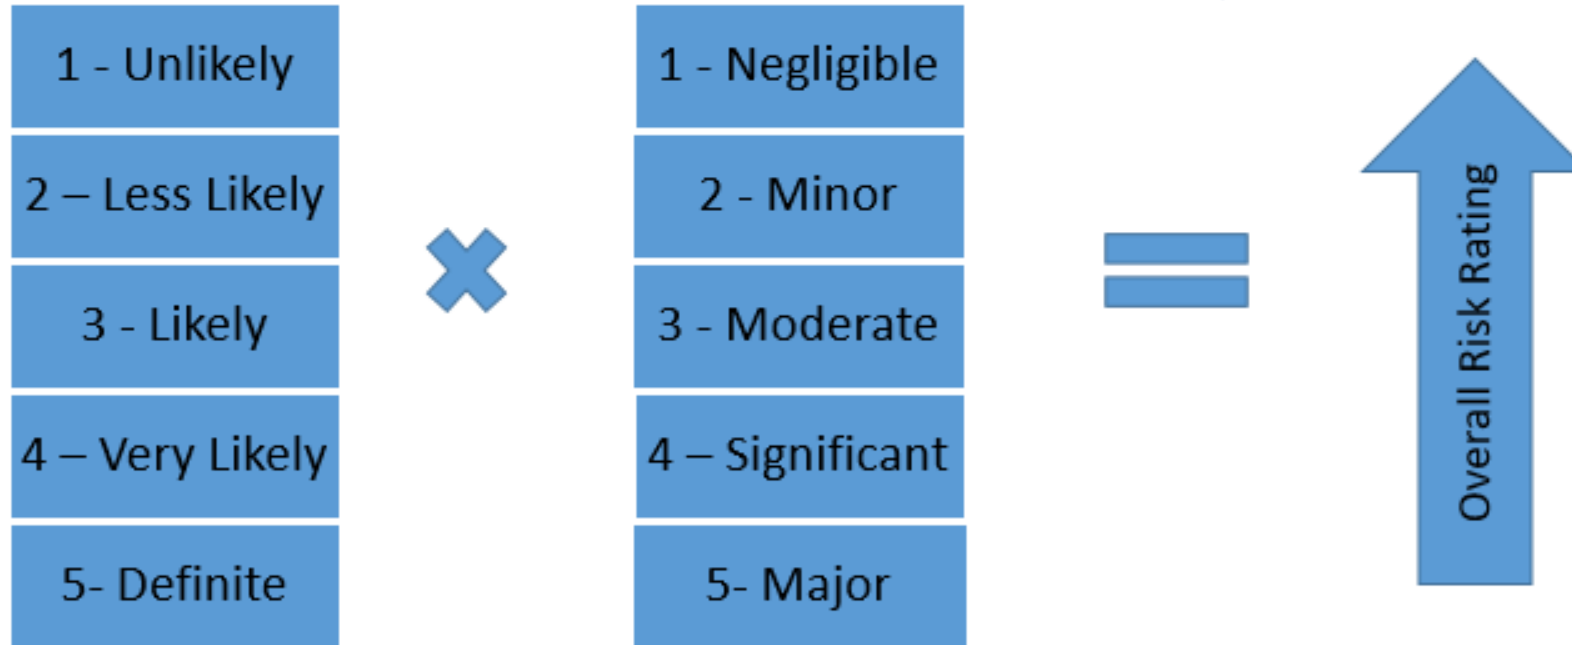 1 - Unlikely
2 – Less Likely
3 - Likely
4 – Very Likely
5- Definite
1 - Negligible
2 - Minor
3 - Moderate
4 – Significant
5- Major
Overall Risk Rating